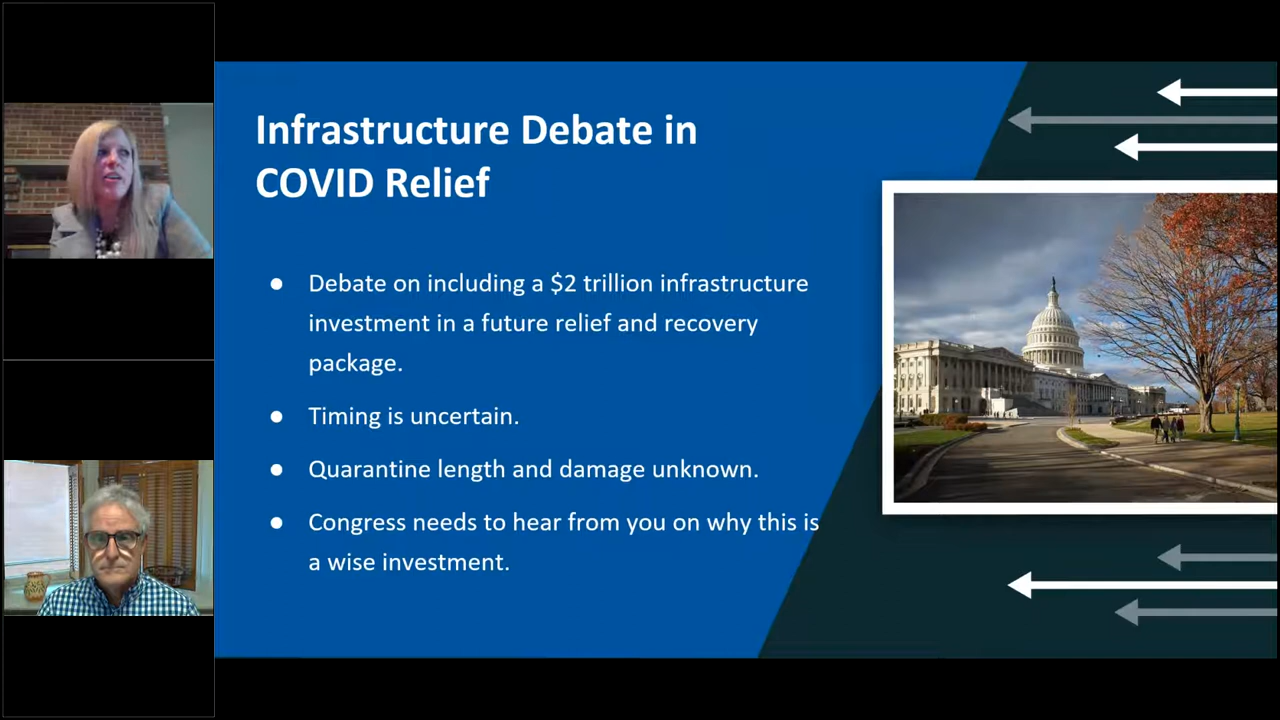 Infrastructure Debate in
COVID Relief
● Debate on including a $2 trillion infrastructure
investment in a future relief and recovery
package.
● Timing is uncertain.
● Quarantine length and damage unknown.
● Congress needs to hear from you on why this is
a wise investment.